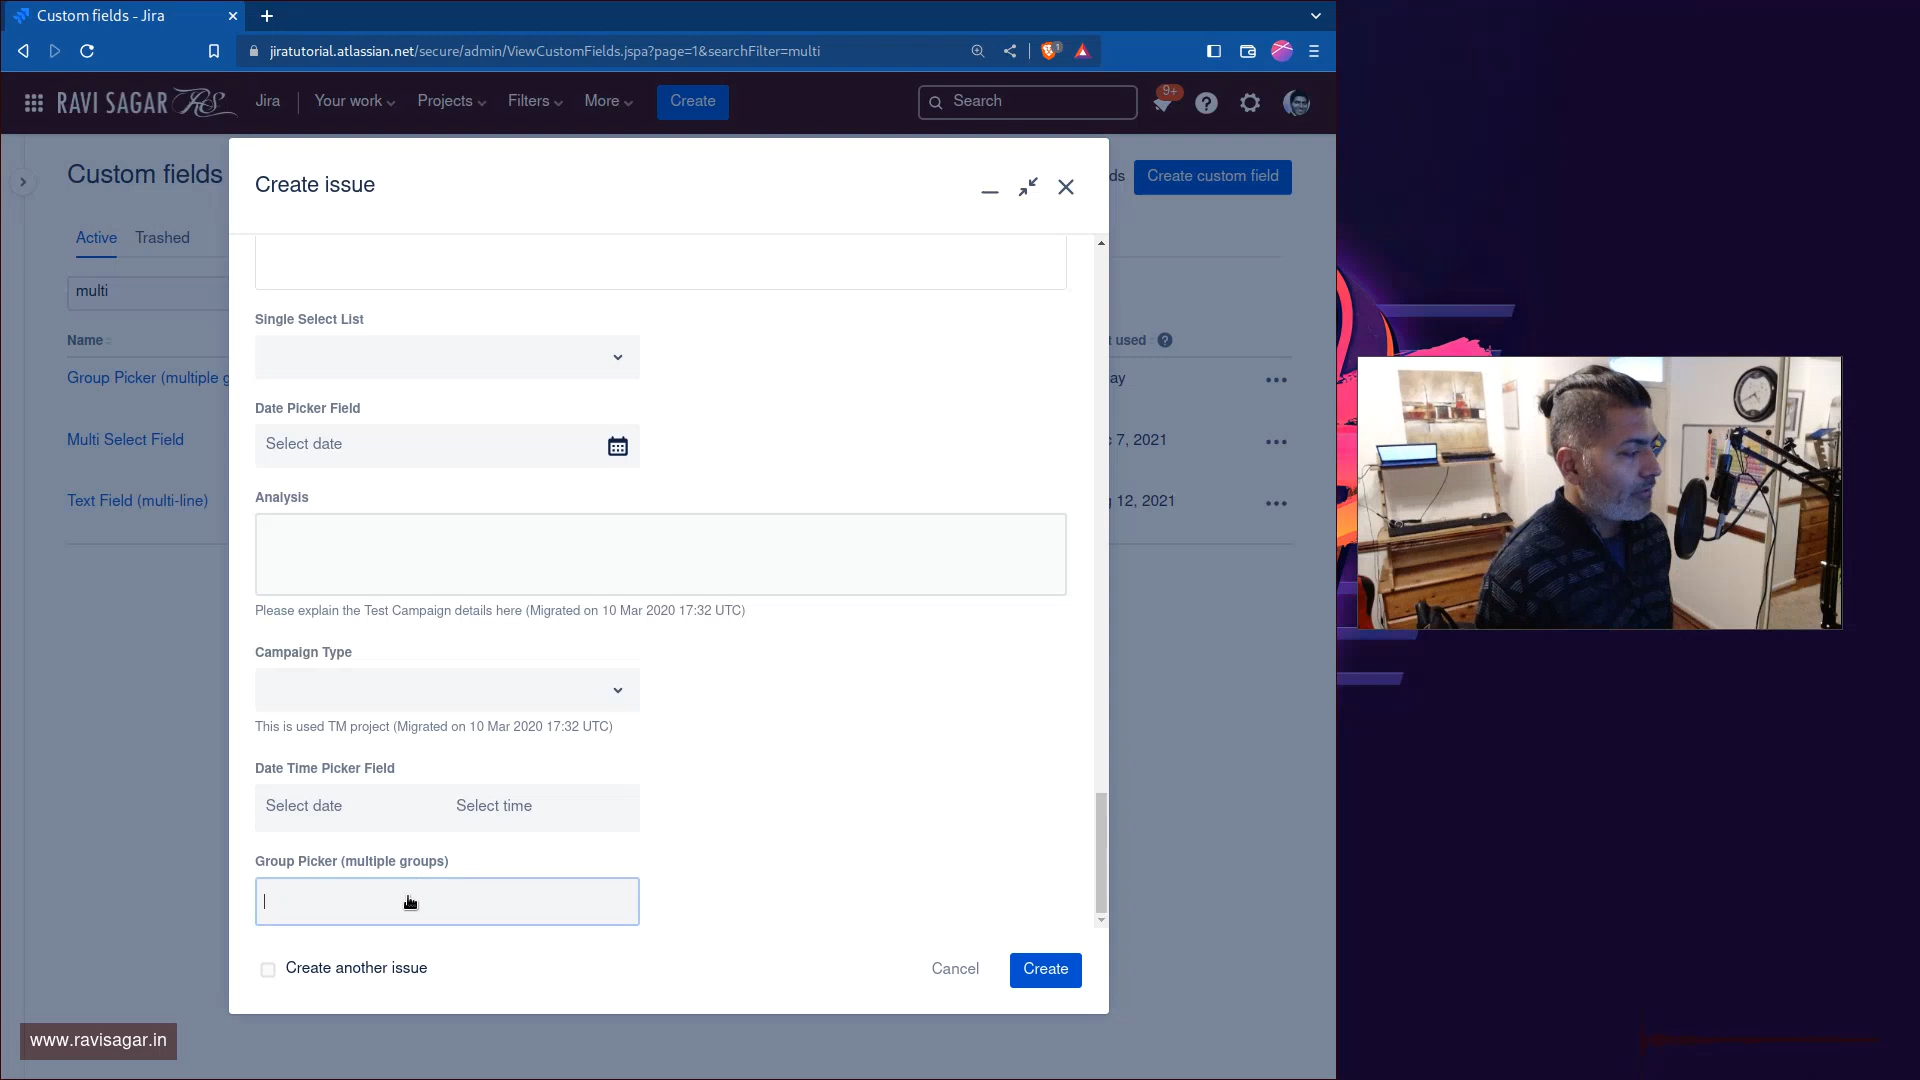 Custom fields - Jira
jiratutorial.atlassian.net/secure/admin/ViewCustomFields.jspa?page=1&searchFilter=multi
1
RAVI SAGAR RS
Jira
Your work
Projects
Filters
More
Create
Search
9+
Custom fields
ds
Create custom field
Active
Trashed
multi
Name
t used
Group Picker (multiple g
ay
Multi Select Field
c 7, 2021
Text Field (multi-line)
g 12, 2021
Create issue
Single Select List
Date Picker Field
Select date
Analysis
Please explain the Test Campaign details here (Migrated on 10 Mar 2020 17:32 UTC)
Campaign Type
This is used TM project (Migrated on 10 Mar 2020 17:32 UTC)
Date Time Picker Field
Select date
Select time
Group Picker (multiple groups)
Create another issue
Cancel
Create
www.ravisagar.in